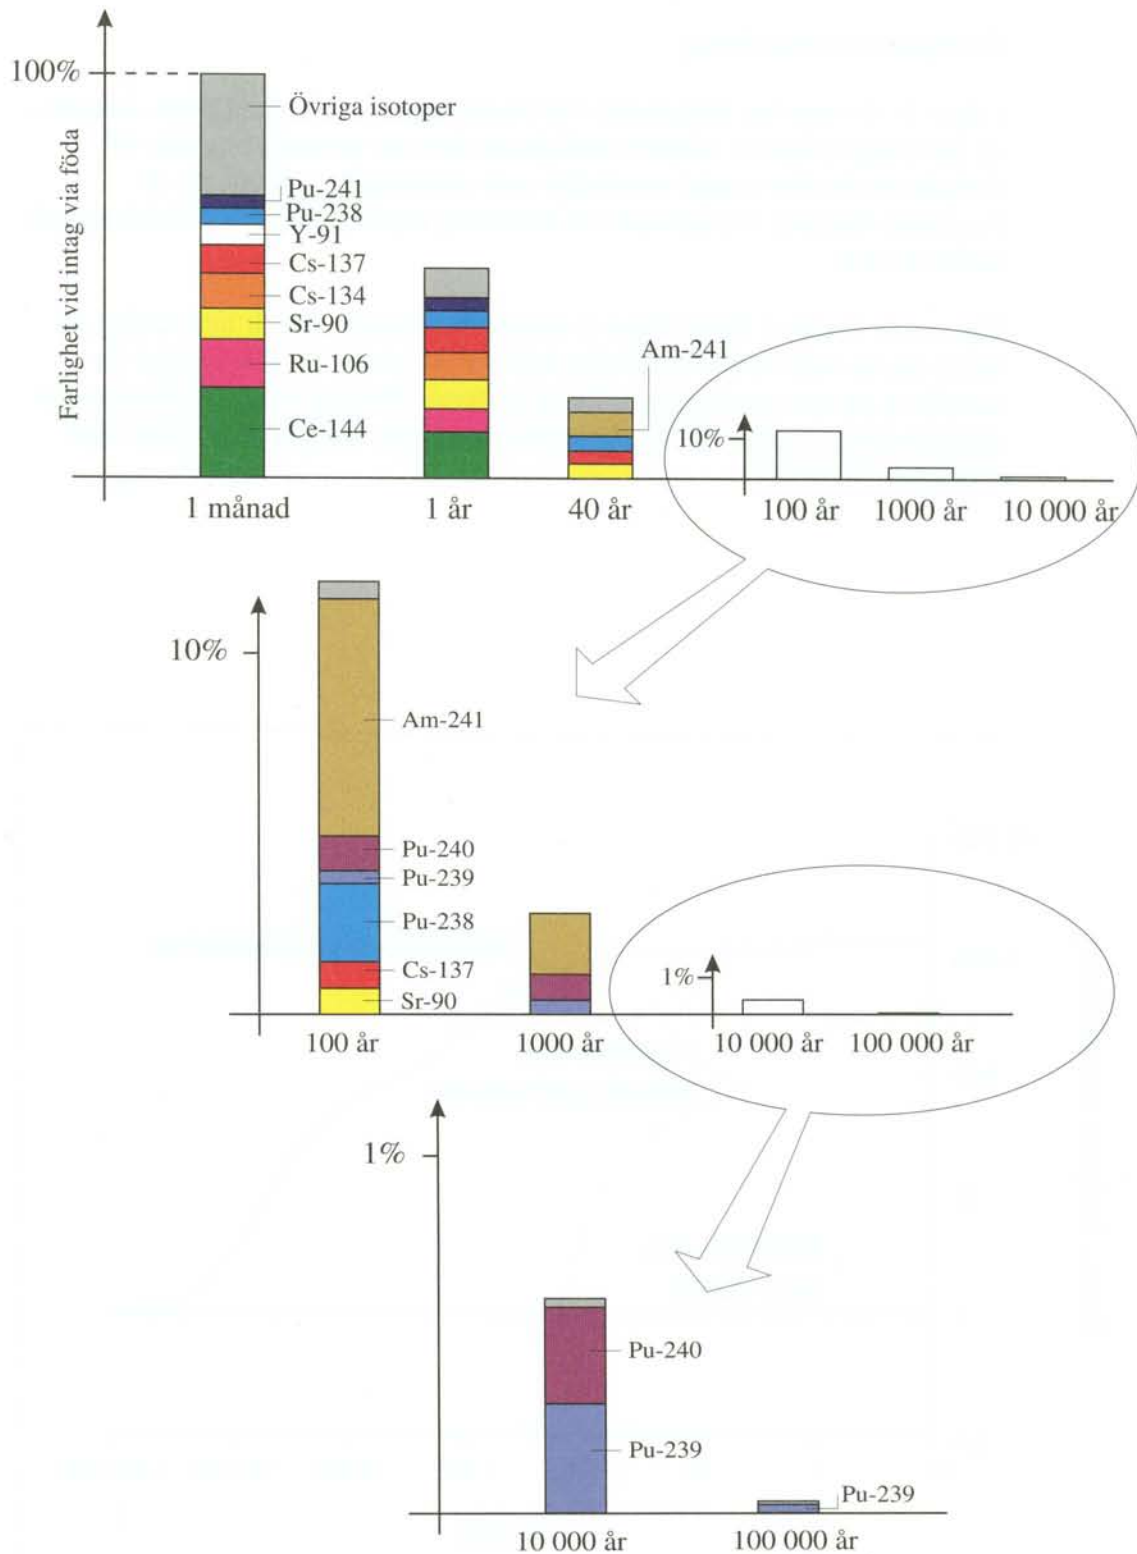 100%
Farlighet vid intag via föda
Övriga isotoper
Pu-241
Pu-238
Y-91
Cs-137
Cs-134
Sr-90
Ru-106
Ce-144
Am-241
10%
1 månad
1 år
40 år
100 år
1000 år
10 000 år
10%
Am-241
Pu-240
Pu-239
Pu-238
Cs-137
Sr-90
1%
100 år
1000 år
10 000 år
100 000 år
1%
Pu-240
Pu-239
Pu-239
10 000 år
100 000 år